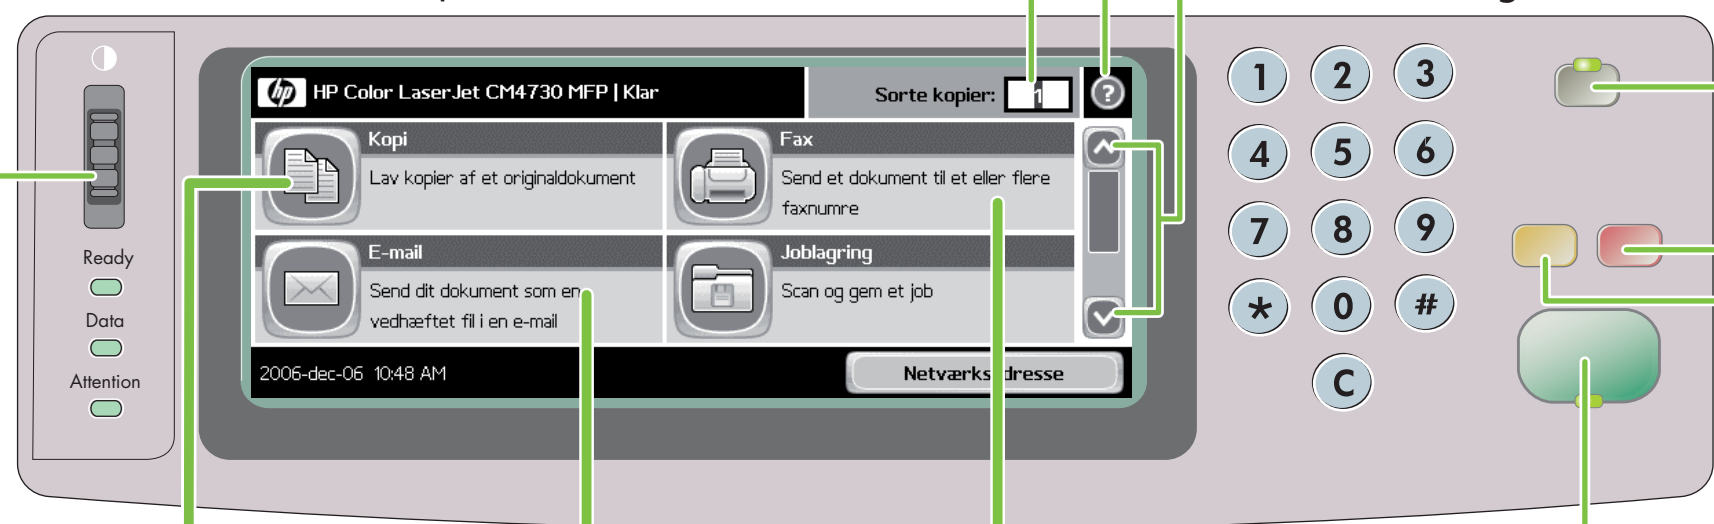 hp HP Color LaserJet CM4730 MFP | Klar
Sorte kopier: 1
?
Kopi
Lav kopier af et originaldokument
Fax
Send et dokument til et eller flere
faxnumre
E-mail
Send dit dokument som en
vedhæftet fil i en e-mail
Joblagring
Scan og gem et job
2006-dec-06 10:48 AM
Ready
Data
Attention
1 2 3
4 5 6
7 8 9
* 0 #
C